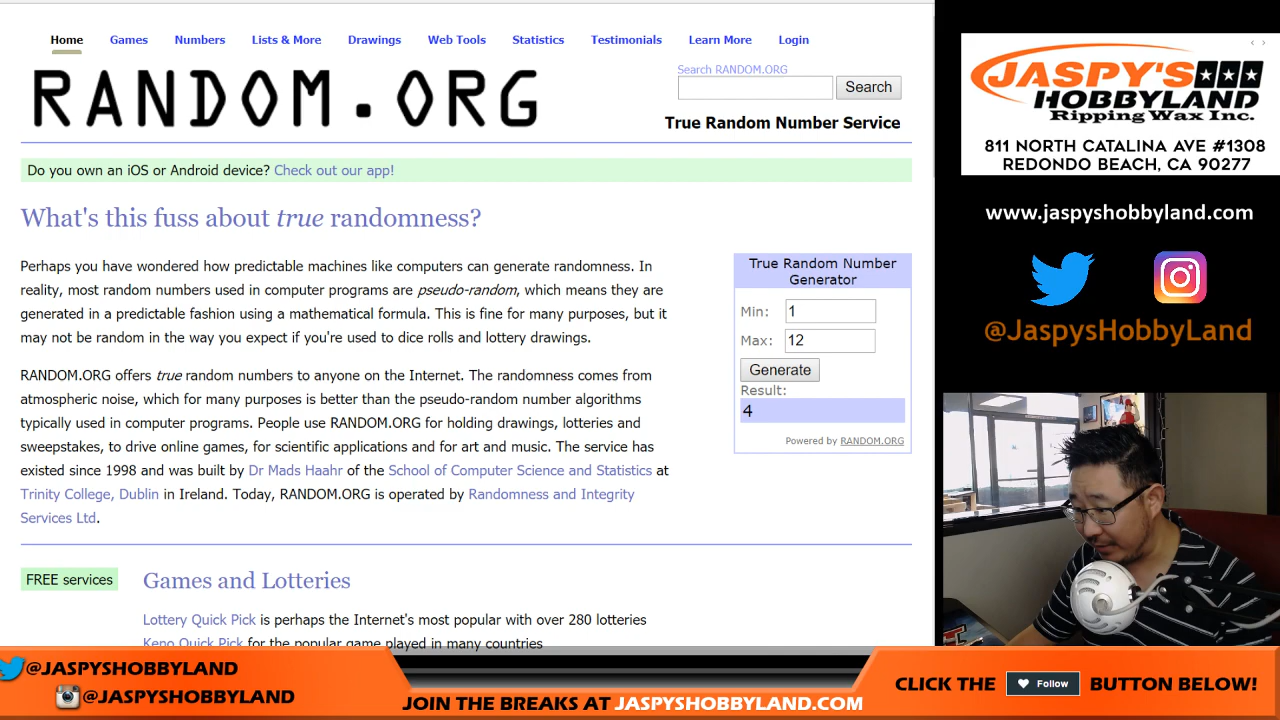 Home Games Numbers Lists & More Drawings Web Tools Statistics Testimonials Learn More Login
RANDOM.ORG
Search RANDOM.ORG
Search
True Random Number Service
Do you own an iOS or Android device? Check out our app!
What's this fuss about true randomness?
Perhaps you have wondered how predictable machines like computers can generate randomness. In
reality, most random numbers used in computer programs are pseudo-random, which means they are
generated in a predictable fashion using a mathematical formula. This is fine for many purposes, but it
may not be random in the way you expect if you're used to dice rolls and lottery drawings.
RANDOM.ORG offers true random numbers to anyone on the Internet. The randomness comes from
atmospheric noise, which for many purposes is better than the pseudo-random number algorithms
typically used in computer programs. People use RANDOM.ORG for holding drawings, lotteries and
sweepstakes, to drive online games, for scientific applications and for art and music. The service has
existed since 1998 and was built by Dr Mads Haahr of the School of Computer Science and Statistics at
Trinity College, Dublin in Ireland. Today, RANDOM.ORG is operated by Randomness and Integrity
Services Ltd.
True Random Number
Generator
Min: 1
Max: 12
Generate
Result:
4
Powered by RANDOM.ORG
FREE services
Games and Lotteries
Lottery Quick Pick is perhaps the Internet's most popular with over 280 lotteries
Keno Quick Pick for the popular game played in many countries
JASPY'S
HOBBYLAND
Ripping Wax Inc.
811 NORTH CATALINA AVE #1308
REDONDO BEACH, CA 90277
www.jaspyshobbyland.com
@JaspysHobbyLand
@JASPYSHOBBYLAND
@JASPYSHOBBYLAND
JOIN THE BREAKS AT JASPYSHOBBYLAND.COM
CLICK THE Follow BUTTON BELOW!